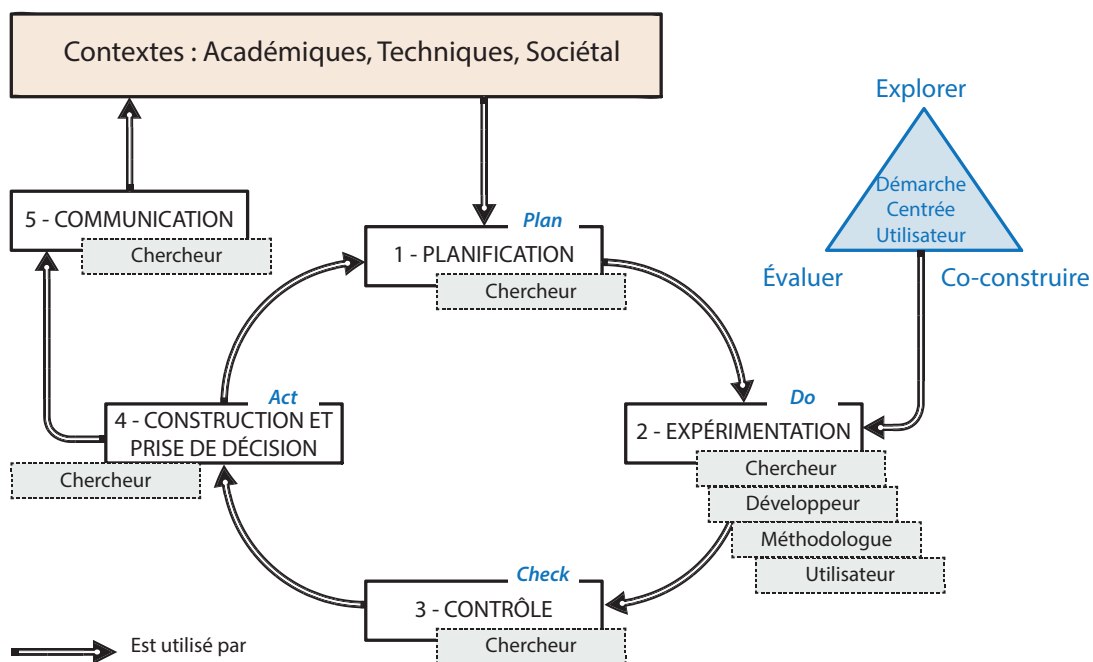 Contextes : Académiques, Techniques, Sociétal
Explorer
Démarche
Centrée
Utilisateur
Évaluer
Co-construire
5 - COMMUNICATION
Chercheur
Plan
1 - PLANIFICATION
Chercheur
Act
4 - CONSTRUCTION ET
PRISE DE DÉCISION
Chercheur
Do
2 - EXPÉRIMENTATION
Chercheur
Développeur
Méthodologue
Utilisateur
Check
3 - CONTRÔLE
Chercheur
Est utilisé par